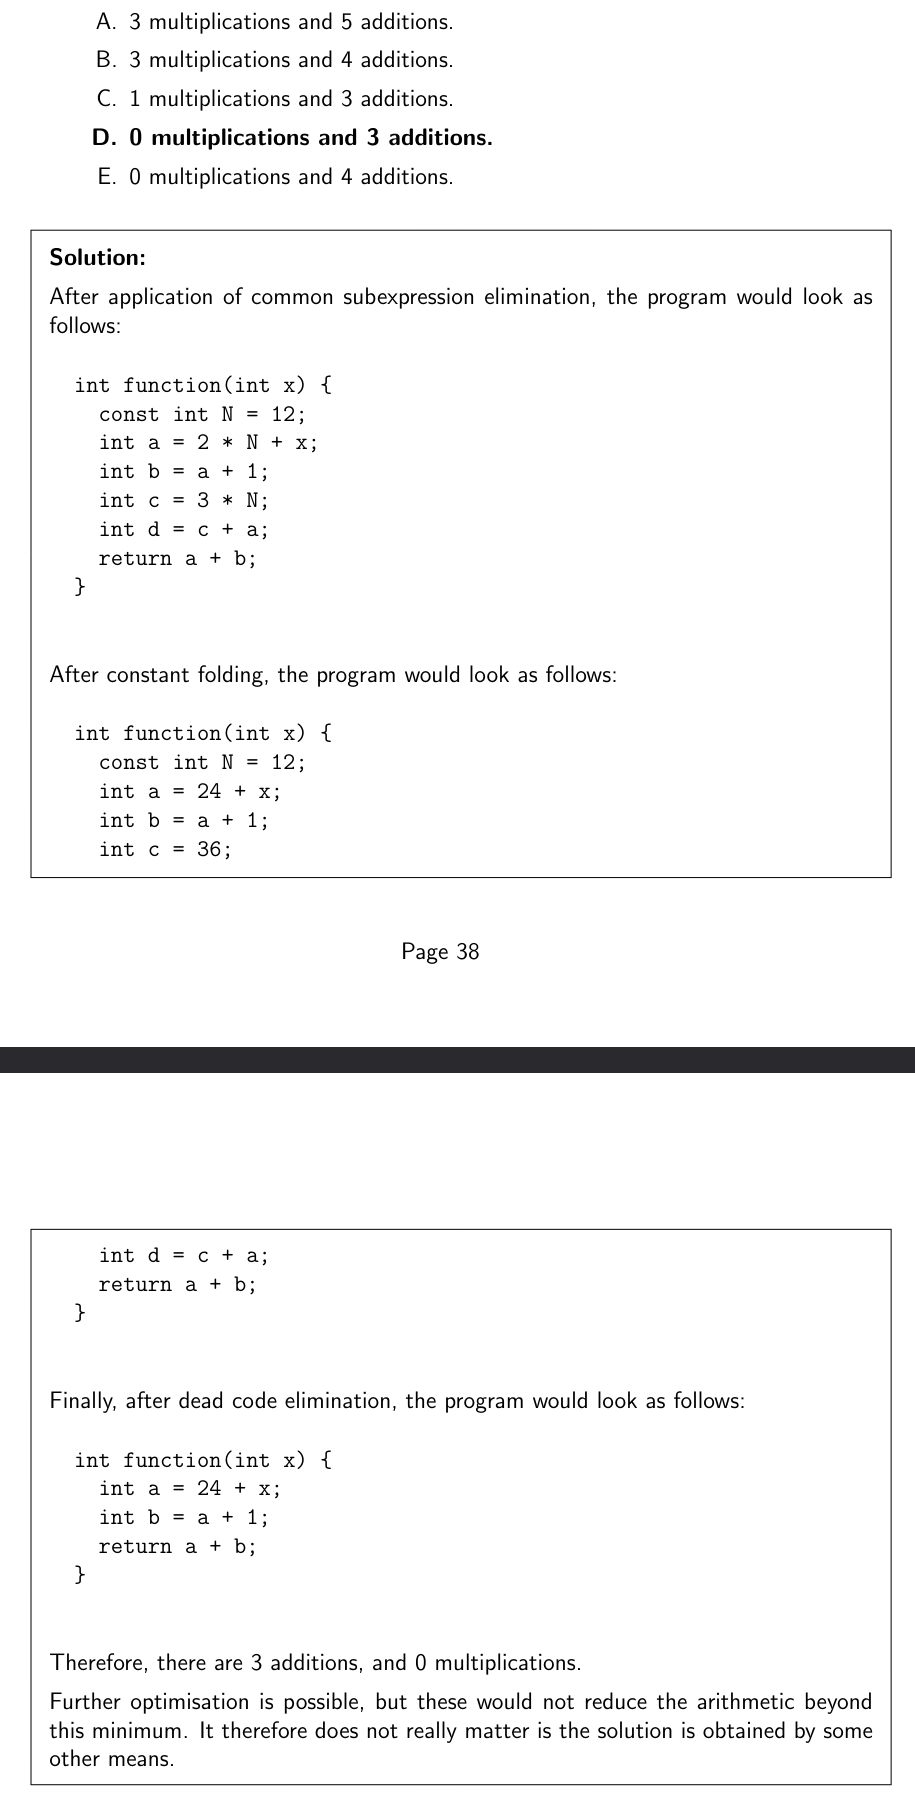 A. 3 multiplications and 5 additions.
B. 3 multiplications and 4 additions.
C. 1 multiplications and 3 additions.
D. 0 multiplications and 3 additions.
E. 0 multiplications and 4 additions.
Solution:
After application of common subexpression elimination, the program would look as
follows:
int function(int x) {
  const int N = 12;
  int a = 2 * N + x;
  int b = a + 1;
  int c = 3 * N;
  int d = c + a;
  return a + b;
}
After constant folding, the program would look as follows:
int function(int x) {
  const int N = 12;
  int a = 24 + x;
  int b = a + 1;
  int c = 36;
Page 38
  int d = c + a;
  return a + b;
}
Finally, after dead code elimination, the program would look as follows:
int function(int x) {
  int a = 24 + x;
  int b = a + 1;
  return a + b;
}
Therefore, there are 3 additions, and 0 multiplications.
Further optimisation is possible, but these would not reduce the arithmetic beyond
this minimum. It therefore does not really matter is the solution is obtained by some
other means.